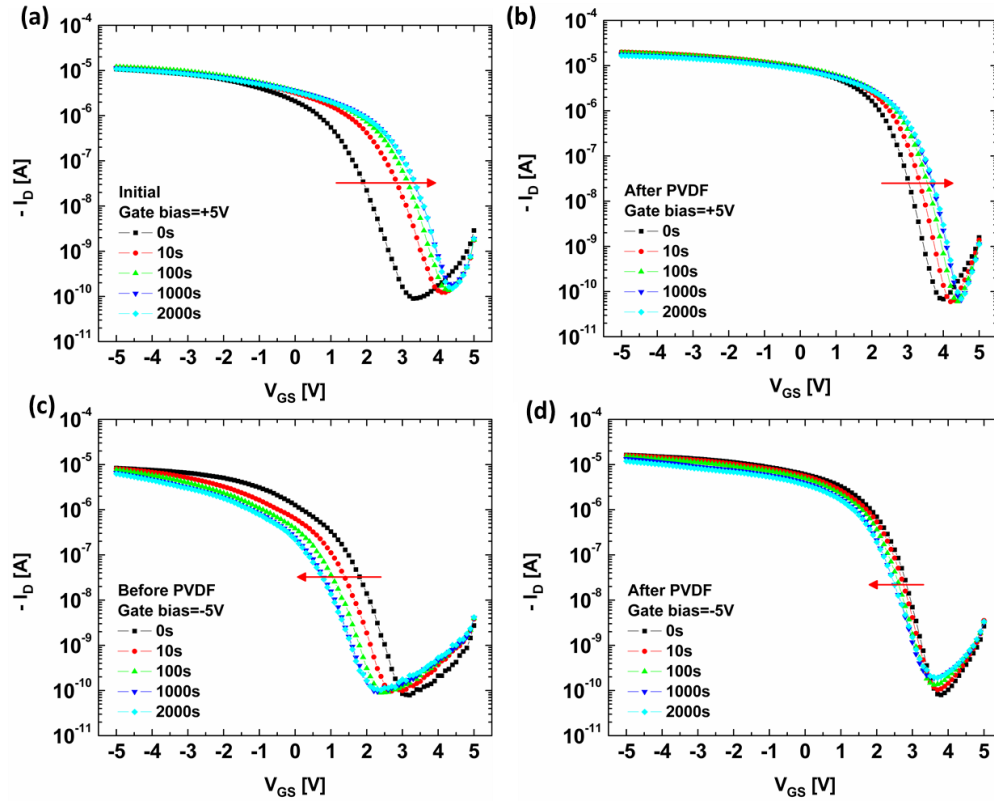 (a)
10⁻⁴
10⁻⁵
10⁻⁶
10⁻⁷
10⁻⁸
10⁻⁹
10⁻¹⁰
10⁻¹¹
- I_D [A]
Initial
Gate bias=+5V
0s
10s
100s
1000s
2000s
-5 -4 -3 -2 -1 0 1 2 3 4 5
V_GS [V]
(b)
10⁻⁴
10⁻⁵
10⁻⁶
10⁻⁷
10⁻⁸
10⁻⁹
10⁻¹⁰
10⁻¹¹
- I_D [A]
After PVDF
Gate bias=+5V
0s
10s
100s
1000s
2000s
-5 -4 -3 -2 -1 0 1 2 3 4 5
V_GS [V]
(c)
10⁻⁴
10⁻⁵
10⁻⁶
10⁻⁷
10⁻⁸
10⁻⁹
10⁻¹⁰
10⁻¹¹
- I_D [A]
Before PVDF
Gate bias=-5V
0s
10s
100s
1000s
2000s
-5 -4 -3 -2 -1 0 1 2 3 4 5
V_GS [V]
(d)
10⁻⁴
10⁻⁵
10⁻⁶
10⁻⁷
10⁻⁸
10⁻⁹
10⁻¹⁰
10⁻¹¹
- I_D [A]
After PVDF
Gate bias=-5V
0s
10s
100s
1000s
2000s
-5 -4 -3 -2 -1 0 1 2 3 4 5
V_GS [V]